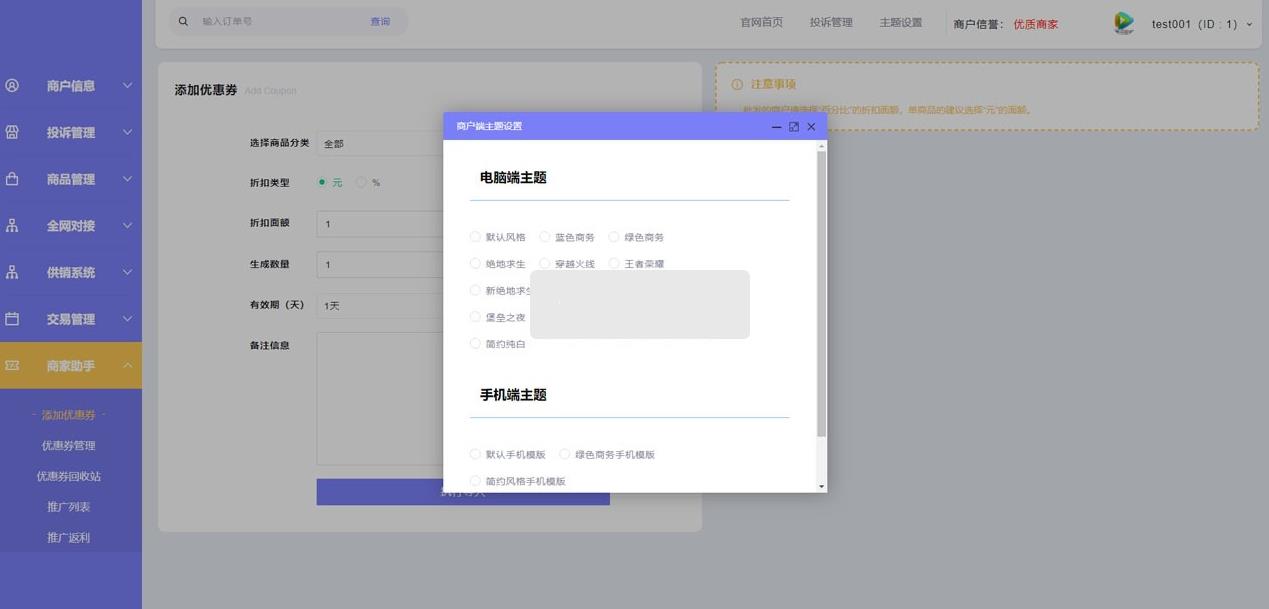 输入订单号 查询 官网首页 投诉管理 主题设置 商户信誉： 优质商家 test001（ID：1）
商户信息
投诉管理
商品管理
全网对接
供销系统
交易管理
商家助手
- 添加优惠券 -
优惠券管理
优惠券回收站
推广列表
推广返利
添加优惠券 Add Coupon
选择商品分类 全部
折扣类型 元 %
折扣面额 1
生成数量 1
有效期（天） 1天
备注信息
注意事项
批发的商户请选择“百分比”的折扣面额，单商品的建议选择“元”的面额。
商户端主题设置
电脑端主题
默认风格 蓝色商务 绿色商务
绝地求生 穿越火线 王者荣耀
新绝地求生
堡垒之夜
简约纯白
手机端主题
默认手机模版 绿色商务手机模版
简约风格手机模版